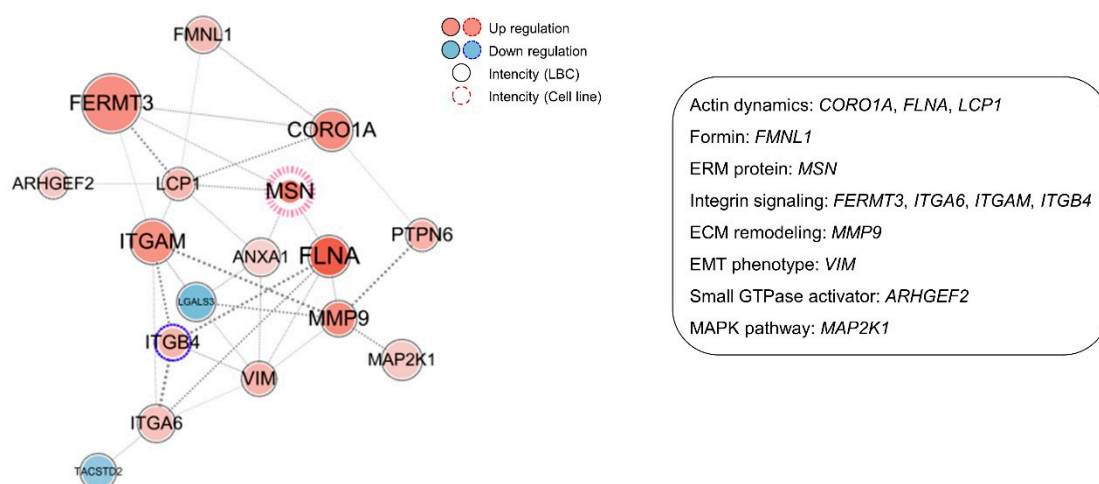 FMNL1
FERMT3
CORO1A
ARHGEF2
LCP1
MSN
ITGAM
ANXA1
FLNA
PTPN6
LGALS3
MMP9
ITGB4
MAP2K1
VIM
ITGA6
TACSTD2
Up regulation
Down regulation
Intencity (LBC)
Intencity (Cell line)
Actin dynamics: CORO1A, FLNA, LCP1
Formin: FMNL1
ERM protein: MSN
Integrin signaling: FERMT3, ITGA6, ITGAM, ITGB4
ECM remodeling: MMP9
EMT phenotype: VIM
Small GTPase activator: ARHGEF2
MAPK pathway: MAP2K1